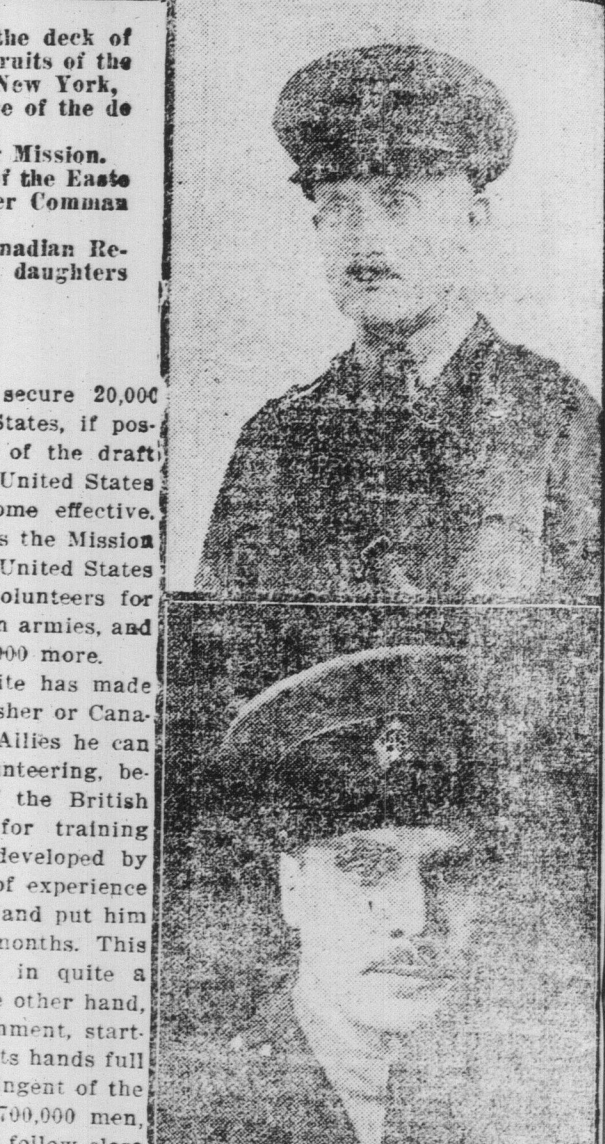 the deck of
ruits of the
New York,
e of the de
r Mission.
f the Easte
er Comman
nadian Re-
daughters
secure 20,000
States, if pos-
of the draft
United States
ome effective.
s the Mission
United States
olunteers for
n armies, and
000 more.
ite has made
sher or Cana-
Allies he can
unteering, be-
the British
for training
developed by
of experience
and put him
months. This
in quite a
e other hand,
nment, start-
ts hands full
ngent of the
700,000 men,
follow